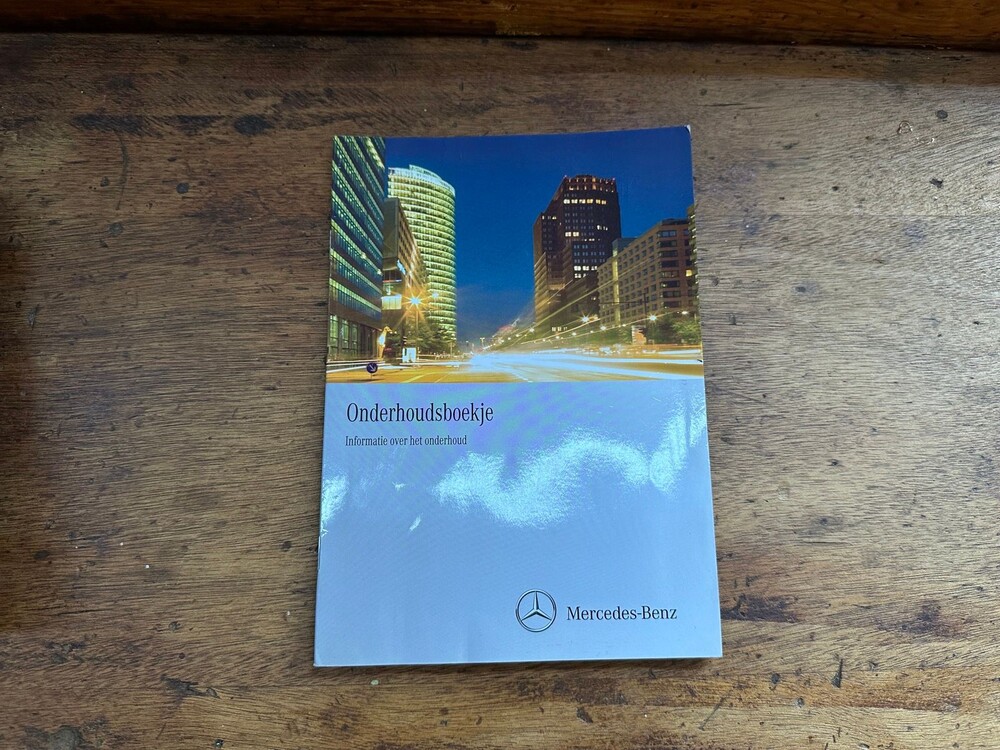 Onderhoudsboekje
Informatie over het onderhoud
Mercedes-Benz